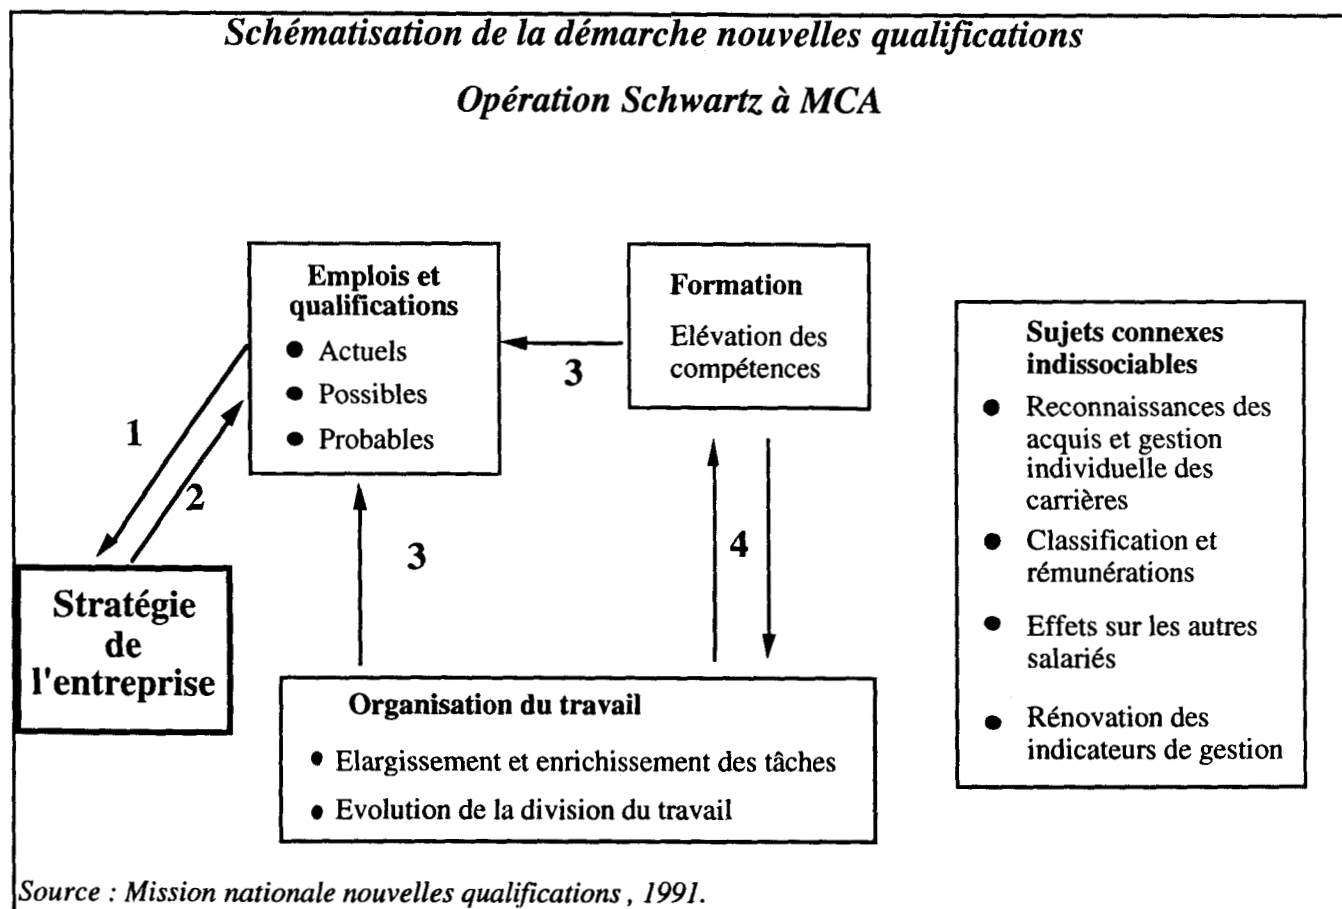 Schématisation de la démarche nouvelles qualifications
Opération Schwartz à MCA
Emplois et
qualifications
● Actuels
● Possibles
● Probables
Formation
Elévation des
compétences
Sujets connexes
indissociables
● Reconnaissances des
acquis et gestion
individuelle des
carrières
● Classification et
rémunérations
● Effets sur les autres
salariés
● Rénovation des
indicateurs de gestion
1
2
3
3
4
Stratégie
de
l'entreprise
Organisation du travail
● Elargissement et enrichissement des tâches
● Evolution de la division du travail
Source : Mission nationale nouvelles qualifications , 1991.